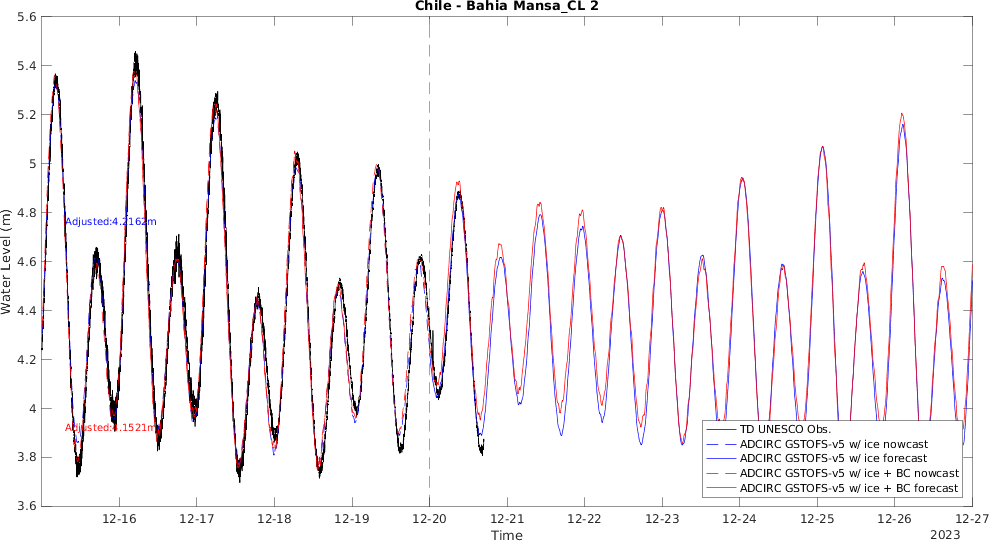 Chile - Bahia Mansa_CL 2
5.6
5.4
5.2
5
4.8
4.6
4.4
4.2
4
3.8
3.6
Water Level (m)
Adjusted:4.2162m
Adjusted:4.1521m
TD UNESCO Obs.
ADCIRC GSTOFS-v5 w/ ice nowcast
ADCIRC GSTOFS-v5 w/ ice forecast
ADCIRC GSTOFS-v5 w/ ice + BC nowcast
ADCIRC GSTOFS-v5 w/ ice + BC forecast
12-16 12-17 12-18 12-19 12-20 12-21 12-22 12-23 12-24 12-25 12-26 12-27
Time
2023